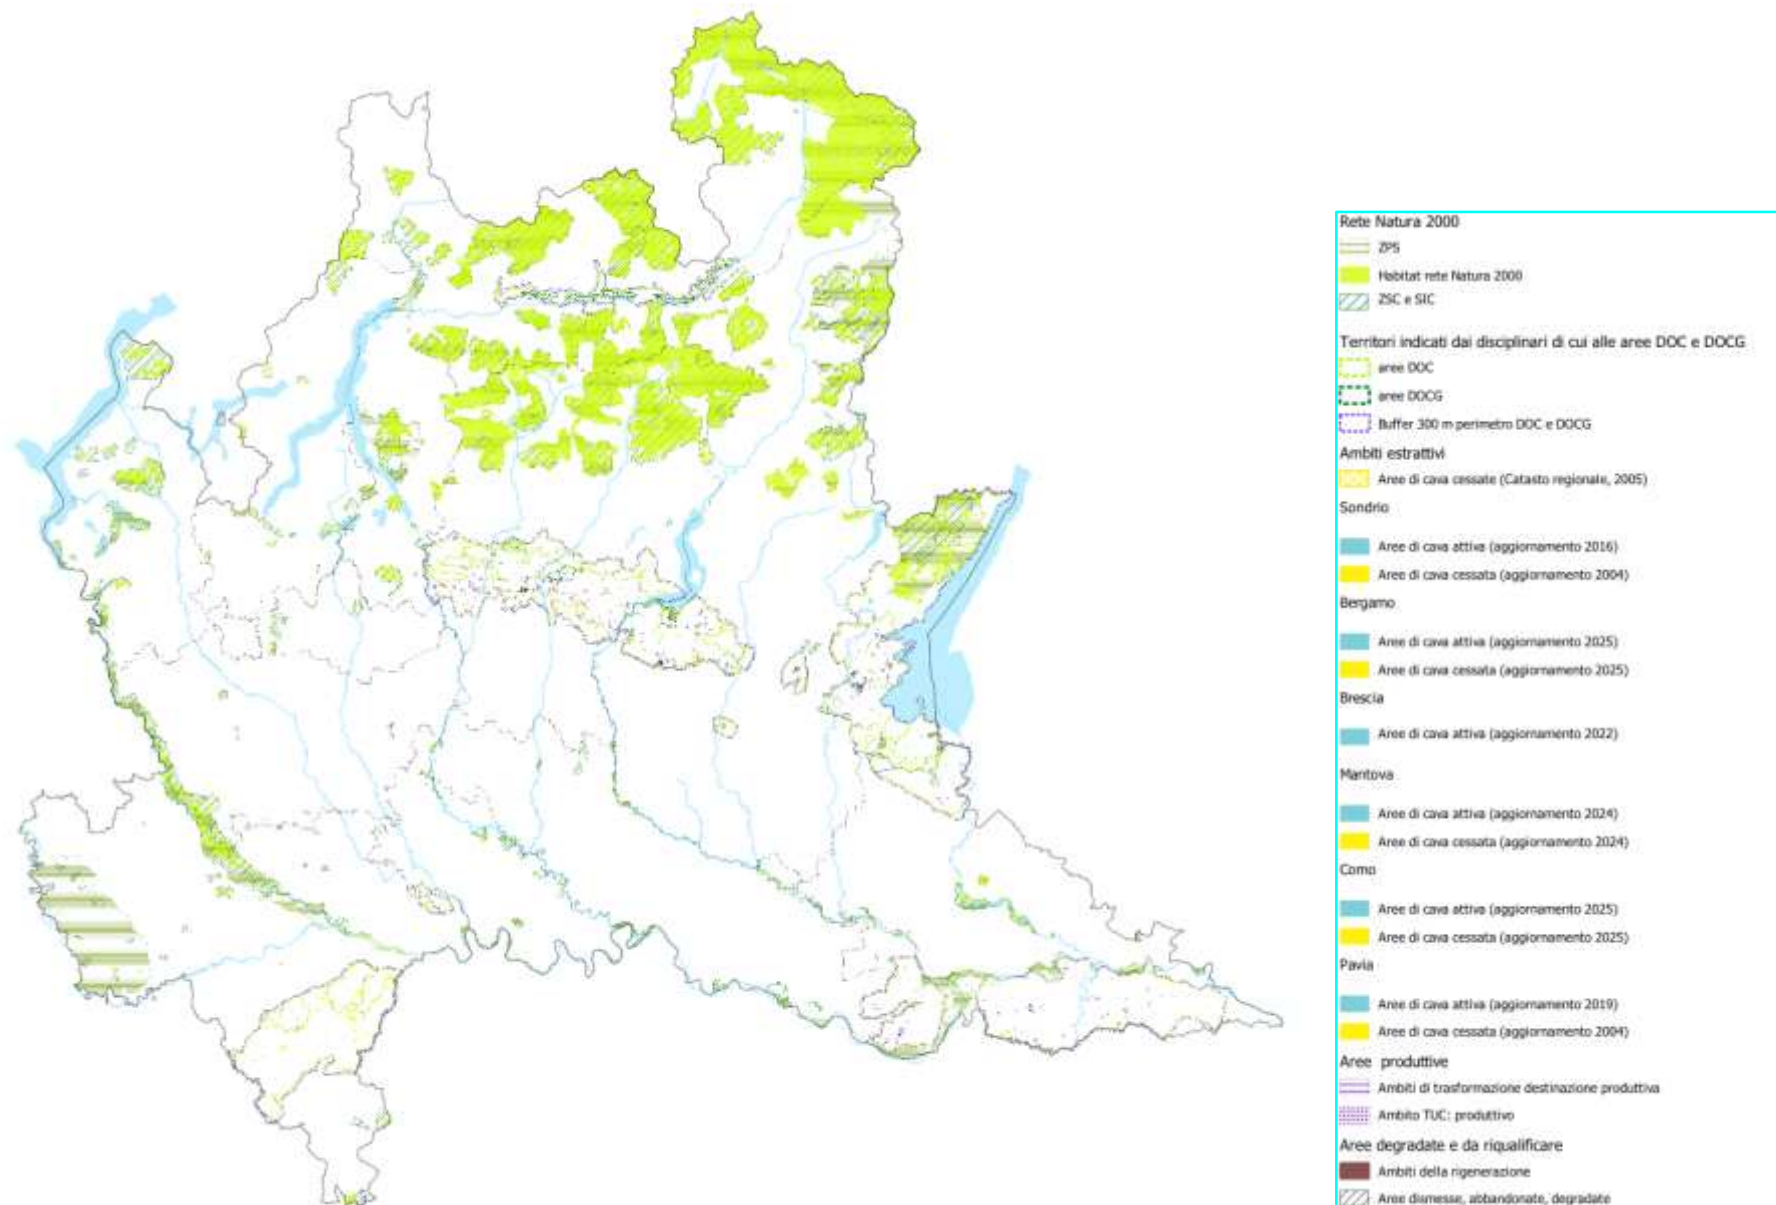 Rete Natura 2000
ZPS
Habitat rete Natura 2000
ZSC e SIC
Territori indicati dai disciplinari di cui alle aree DOC e DOCG
aree DOC
aree DOCG
Buffer 300 m perimetro DOC e DOCG
Ambiti estrattivi
Aree di cava cessate (Catasto regionale, 2005)
Sondrio
Aree di cava attiva (aggiornamento 2016)
Aree di cava cessata (aggiornamento 2004)
Bergamo
Aree di cava attiva (aggiornamento 2025)
Aree di cava cessata (aggiornamento 2025)
Brescia
Aree di cava attiva (aggiornamento 2022)
Mantova
Aree di cava attiva (aggiornamento 2024)
Aree di cava cessata (aggiornamento 2024)
Como
Aree di cava attiva (aggiornamento 2025)
Aree di cava cessata (aggiornamento 2025)
Pavia
Aree di cava attiva (aggiornamento 2019)
Aree di cava cessata (aggiornamento 2004)
Aree produttive
Ambiti di trasformazione destinazione produttiva
Ambito TUC: produttivo
Aree degradate e da riqualificare
Ambiti della rigenerazione
Aree dismesse, abbandonate, degradate